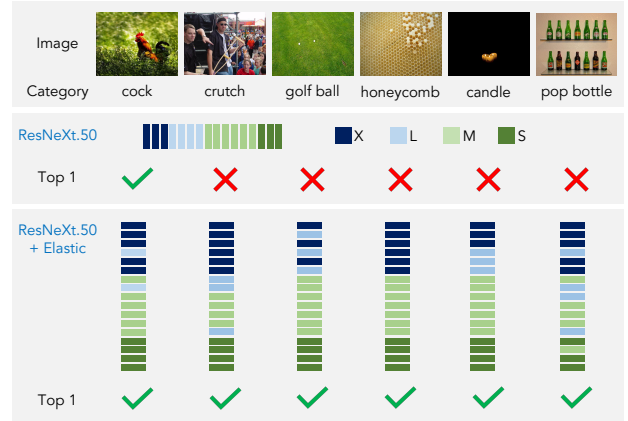 Image
Category cock crutch golf ball honeycomb candle pop bottle
ResNeXt.50 X L M S
Top 1
ResNeXt.50
+ Elastic
Top 1